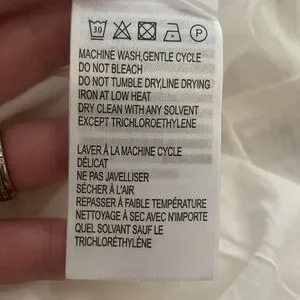 30
P
MACHINE WASH,GENTLE CYCLE
DO NOT BLEACH
DO NOT TUMBLE DRY,LINE DRYING
IRON AT LOW HEAT
DRY CLEAN WITH ANY SOLVENT
EXCEPT TRICHLOROETHYLENE
LAVER À LA MACHINE CYCLE
DÉLICAT
NE PAS JAVELLISER
SÉCHER À L'AIR
REPASSER À FAIBLE TEMPÉRATURE
NETTOYAGE À SEC AVEC N'IMPORTE
QUEL SOLVANT SAUF LE
TRICHLORÉTHYLÈNE